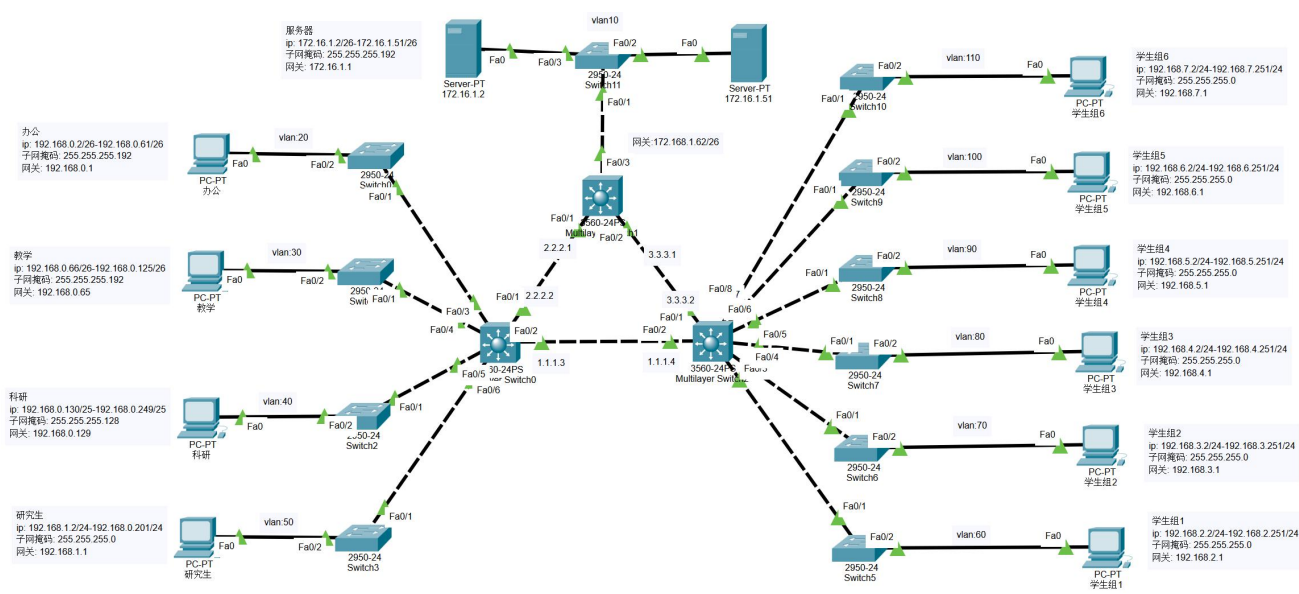 服务器
ip: 172.16.1.2/26-172.16.1.51/26
子网掩码: 255.255.255.192
网关: 172.16.1.1
vlan10
Fa0
Fa0/3
Fa0/2
Fa0
Server-PT
172.16.1.2
2950-24
Switch11
Server-PT
172.16.1.51
Fa0/1
网关:172.168.1.62/26
Fa0/3
Fa0/1
3560-24PS
Fa0/2
2.2.2.1
3.3.3.1
办公
ip: 192.168.0.2/26-192.168.0.61/26
子网掩码: 255.255.255.192
网关: 192.168.0.1
vlan:20
Fa0
Fa0/2
PC-PT
办公
2950-24
Fa0/1
教学
ip: 192.168.0.66/26-192.168.0.125/26
子网掩码: 255.255.255.192
网关: 192.168.0.65
vlan:30
Fa0
Fa0/2
PC-PT
教学
Fa0/1
科研
ip: 192.168.0.130/25-192.168.0.249/25
子网掩码: 255.255.255.128
网关: 192.168.0.129
vlan:40
Fa0
Fa0/2
Fa0/1
PC-PT
科研
2950-24
Switch2
研究生
ip: 192.168.1.2/24-192.168.0.201/24
子网掩码: 255.255.255.0
网关: 192.168.1.1
vlan:50
Fa0
Fa0/2
Fa0/1
PC-PT
研究生
2950-24
Switch3
Fa0/3
Fa0/4
Fa0/1
2.2.2.2
Fa0/2
Fa0/5
Fa0/6
Switch0
1.1.1.3
3.3.3.2
Fa0/1
Fa0/2
1.1.1.4
Fa0/8
7
Fa0/6
Fa0/5
Fa0/4
Fa0/3
3560-24PS
Multilayer
vlan:110
Fa0/2
Fa0
Fa0/1
2950-24
Switch10
PC-PT
学生组6
学生组6
ip: 192.168.7.2/24-192.168.7.251/24
子网掩码: 255.255.255.0
网关: 192.168.7.1
vlan:100
Fa0/2
Fa0
Fa0/1
2950-24
Switch9
PC-PT
学生组5
学生组5
ip: 192.168.6.2/24-192.168.6.251/24
子网掩码: 255.255.255.0
网关: 192.168.6.1
vlan:90
Fa0/2
Fa0
Fa0/1
2950-24
Switch8
PC-PT
学生组4
学生组4
ip: 192.168.5.2/24-192.168.5.251/24
子网掩码: 255.255.255.0
网关: 192.168.5.1
vlan:80
Fa0/1
Fa0/2
Fa0
2950-24
Switch7
PC-PT
学生组3
学生组3
ip: 192.168.4.2/24-192.168.4.251/24
子网掩码: 255.255.255.0
网关: 192.168.4.1
vlan:70
Fa0/1
Fa0/2
Fa0
2950-24
Switch6
PC-PT
学生组2
学生组2
ip: 192.168.3.2/24-192.168.3.251/24
子网掩码: 255.255.255.0
网关: 192.168.3.1
vlan:60
Fa0/1
Fa0/2
Fa0
2950-24
Switch5
PC-PT
学生组1
学生组1
ip: 192.168.2.2/24-192.168.2.251/24
子网掩码: 255.255.255.0
网关: 192.168.2.1